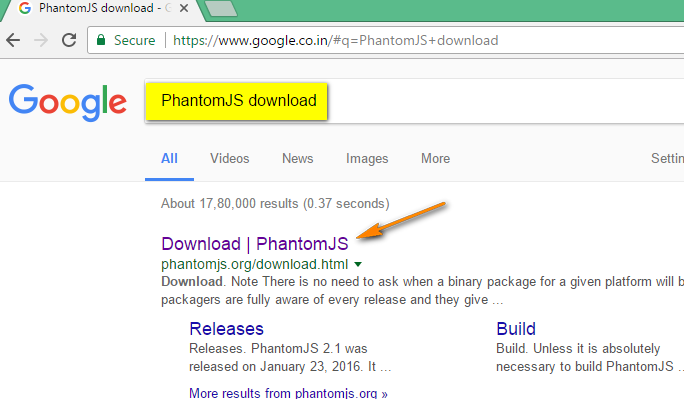 PhantomJS download - G
Secure https://www.google.co.in/#q=PhantomJS+download
Google PhantomJS download
All Videos News Images More Settin
About 17,80,000 results (0.37 seconds)
Download | PhantomJS
phantomjs.org/download.html
Download. Note There is no need to ask when a binary package for a given platform will b
packagers are fully aware of every release and they give ...
Releases
Releases. PhantomJS 2.1 was
released on January 23, 2016. It ...
Build
Build. Unless it is absolutely
necessary to build PhantomJS ..
More results from phantomjs.org »